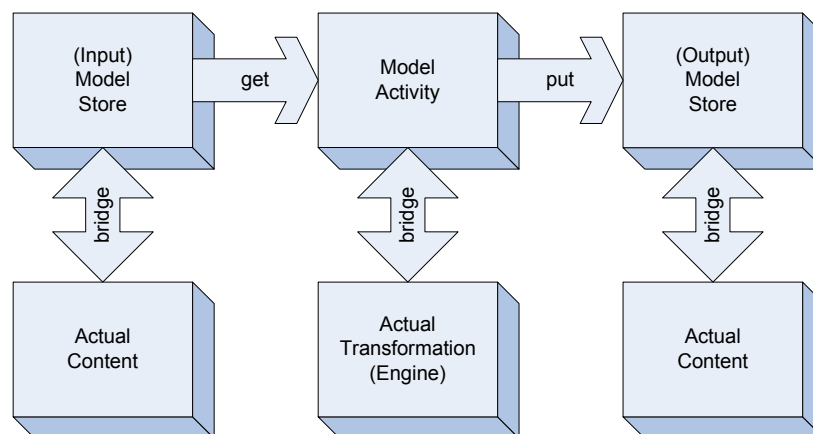 (Input)
Model
Store
get
Model
Activity
put
(Output)
Model
Store
bridge
bridge
bridge
Actual
Content
Actual
Transformation
(Engine)
Actual
Content